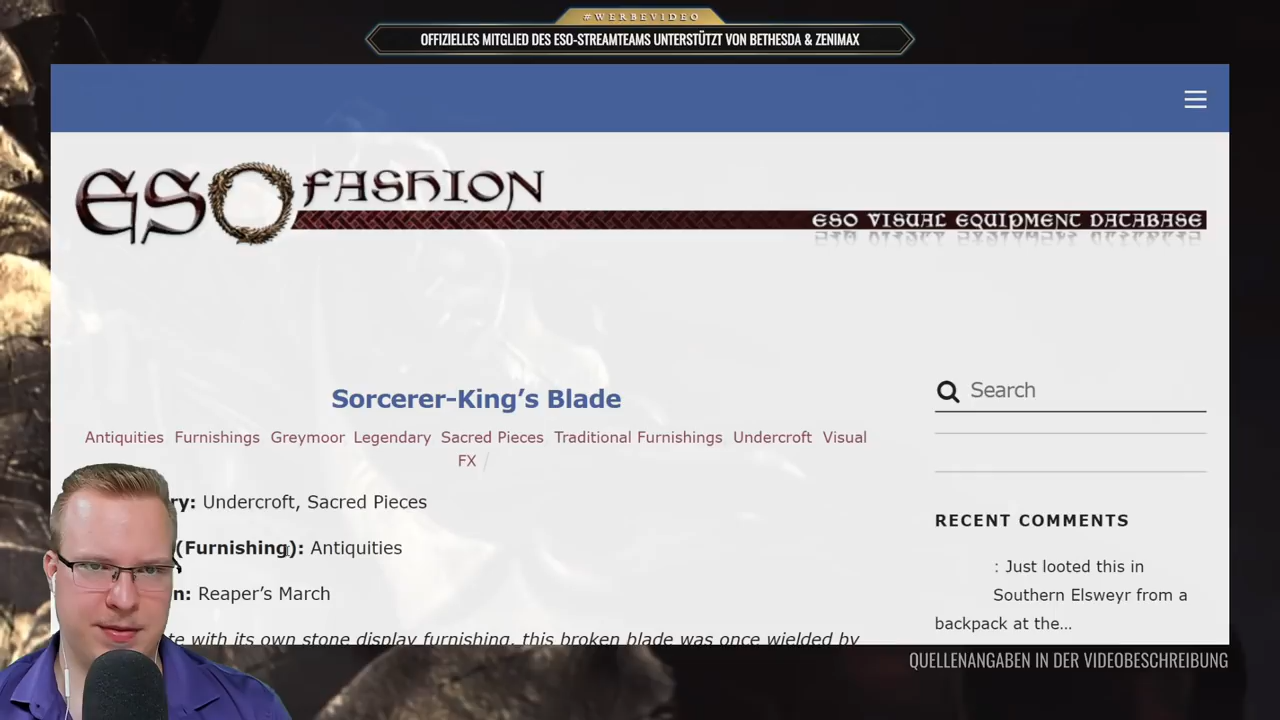 #WERBEVIDEO
OFFIZIELLES MITGLIED DES ESO-STREAMTEAMS UNTERSTÜTZT VON BETHESDA & ZENIMAX
ESO FASHION
ESO VISUAL EQUIPMENT DATABASE
Search
Sorcerer-King’s Blade
Antiquities Furnishings Greymoor Legendary Sacred Pieces Traditional Furnishings Undercroft Visual
FX /
ry: Undercroft, Sacred Pieces
(Furnishing): Antiquities
n: Reaper’s March
te with its own stone display furnishing, this broken blade was once wielded by
RECENT COMMENTS
: Just looted this in
Southern Elsweyr from a
backpack at the...
QUELLENANGABEN IN DER VIDEOBESCHREIBUNG